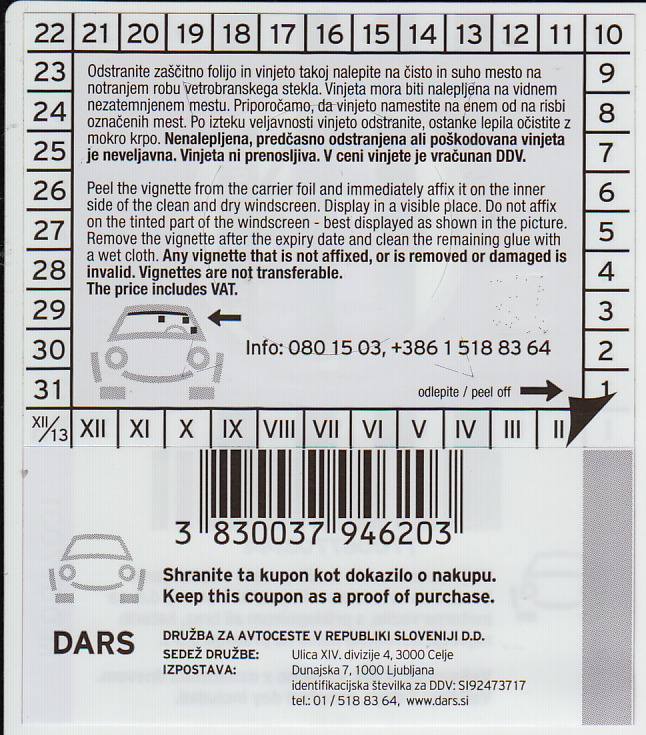 22 21 20 19 18 17 16 15 14 13 12 11 10
23
24
25
26
27
28
29
30
31
Odstranite zaščitno folijo in vinjeto takoj nalepite na čisto in suho mesto na
notranjem robu vetrobranskega stekla. Vinjeta mora biti nalepljena na vidnem
nezatemnjenem mestu. Priporočamo, da vinjeto namestite na enem od na risbi
označenih mest. Po izteku veljavnosti vinjeto odstranite, ostanke lepila očistite z
mokro krpo. Nenalepljena, predčasno odstranjena ali poškodovana vinjeta
je neveljavna. Vinjeta ni prenosljiva. V ceni vinjete je vračunan DDV.
Peel the vignette from the carrier foil and immediately affix it on the inner
side of the clean and dry windscreen. Display in a visible place. Do not affix
on the tinted part of the windscreen - best displayed as shown in the picture.
Remove the vignette after the expiry date and clean the remaining glue with
a wet cloth. Any vignette that is not affixed, or is removed or damaged is
invalid. Vignettes are not transferable.
The price includes VAT.
Info: 080 15 03, +386 1 518 83 64
odlepite / peel off
9
8
7
6
5
4
3
2
1
XII/13 XII XI X IX VIII VII VI V IV III II
3 830037 946203
Shranite ta kupon kot dokazilo o nakupu.
Keep this coupon as a proof of purchase.
DARS
DRUŽBA ZA AVTOCESTE V REPUBLIKI SLOVENIJI D.D.
SEDEŽ DRUŽBE: Ulica XIV. divizije 4, 3000 Celje
IZPOSTAVA: Dunajska 7, 1000 Ljubljana
identifikacijska številka za DDV: SI92473717
tel.: 01 / 518 83 64, www.dars.si